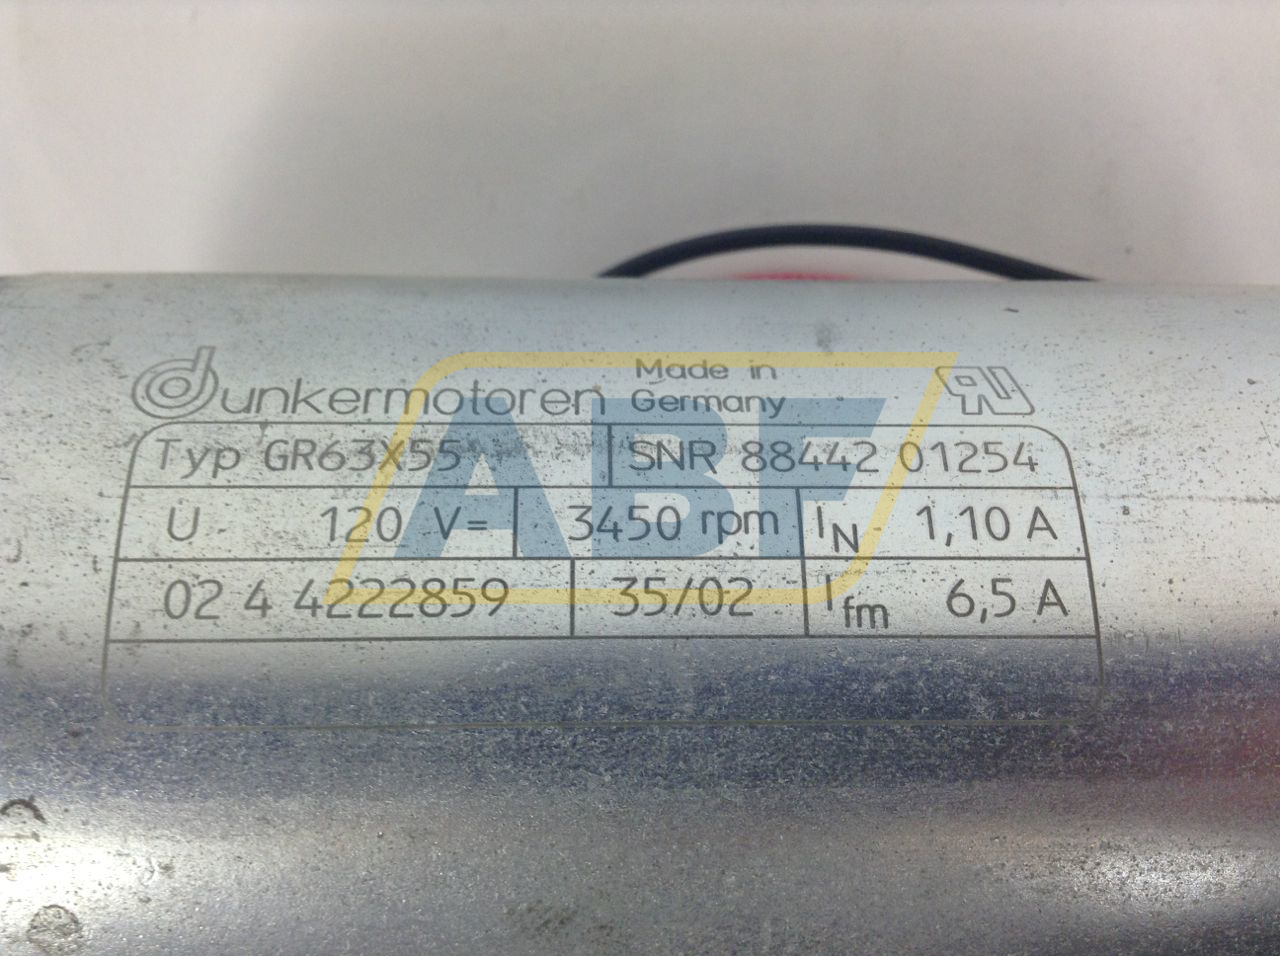 dunkermotoren
Made in
Germany
Typ GR63X55
SNR 88442 01254
U 120 V=
3450 rpm
IN 1,10 A
02 4 4222859
35/02
Ifm 6,5 A
ABF